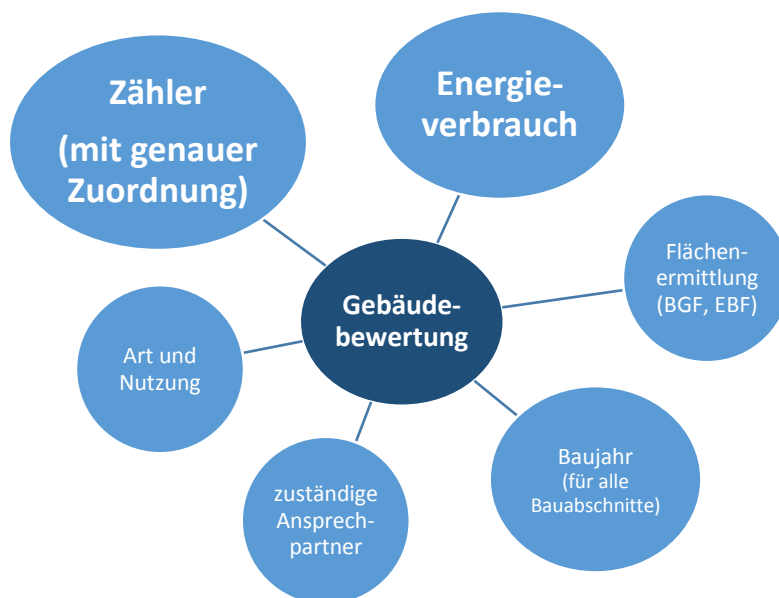 Zähler
(mit genauer
Zuordnung)
Energie-
verbrauch
Flächen-
ermittlung
(BGF, EBF)
Gebäude-
bewertung
Art und
Nutzung
Baujahr
(für alle
Bauabschnitte)
zuständige
Ansprech-
partner